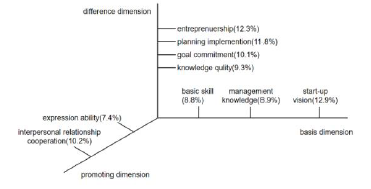 difference dimension
entreprenuership(12.3%)
planning implemention(11.8%)
goal commitment(10.1%)
knowledge qulity(9.3%)
basic skill
(8.8%)
management
knowledge(8.9%)
start-up
vision(12.9%)
expression ability(7.4%)
basis dimension
interpersonal relationship
cooperation(10.2%)
promoting dimension